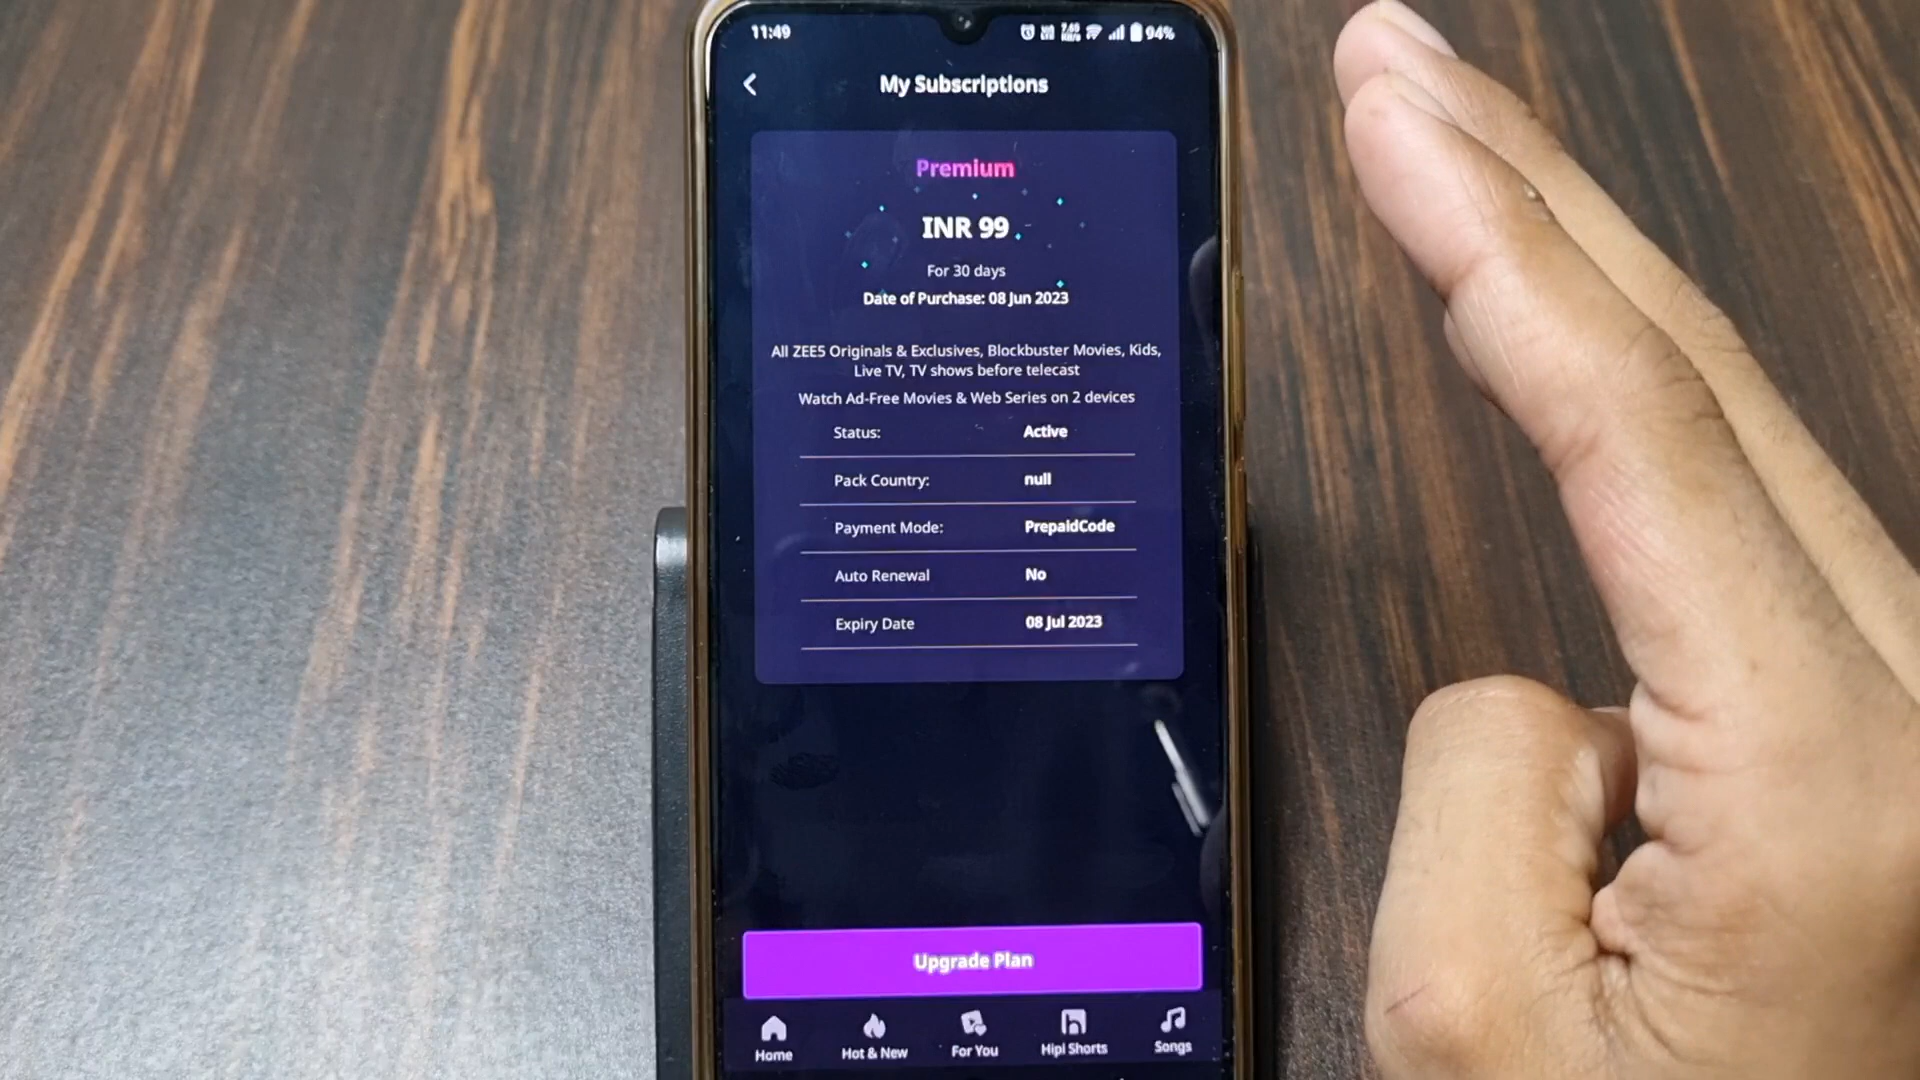 11:49
94%
My Subscriptions
Premium
INR 99
For 30 days
Date of Purchase: 08 Jun 2023
All ZEE5 Originals & Exclusives, Blockbuster Movies, Kids,
Live TV, TV shows before telecast
Watch Ad-Free Movies & Web Series on 2 devices
Status: Active
Pack Country: null
Payment Mode: PrepaidCode
Auto Renewal No
Expiry Date 08 Jul 2023
Upgrade Plan
Home Hot & New For You Hipi Shorts Songs